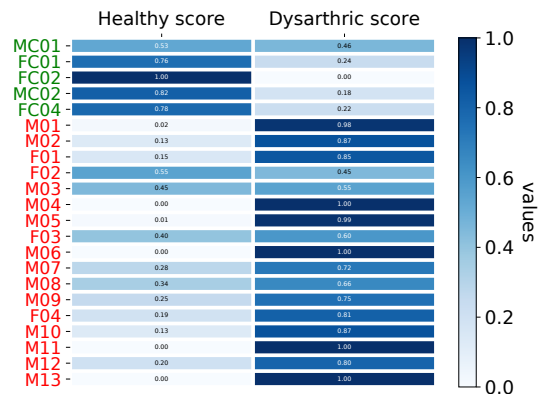 Healthy score Dysarthric score
MC01 0.53 0.46
FC01 0.76 0.24
FC02 1.00 0.00
MC02 0.82 0.18
FC04 0.78 0.22
M01 0.02 0.98
M02 0.13 0.87
F01 0.15 0.85
F02 0.55 0.45
M03 0.45 0.55
M04 0.00 1.00
M05 0.01 0.99
F03 0.40 0.60
M06 0.00 1.00
M07 0.28 0.72
M08 0.34 0.66
M09 0.25 0.75
F04 0.19 0.81
M10 0.13 0.87
M11 0.00 1.00
M12 0.20 0.80
M13 0.00 1.00
1.0
0.8
0.6
0.4
0.2
0.0
values